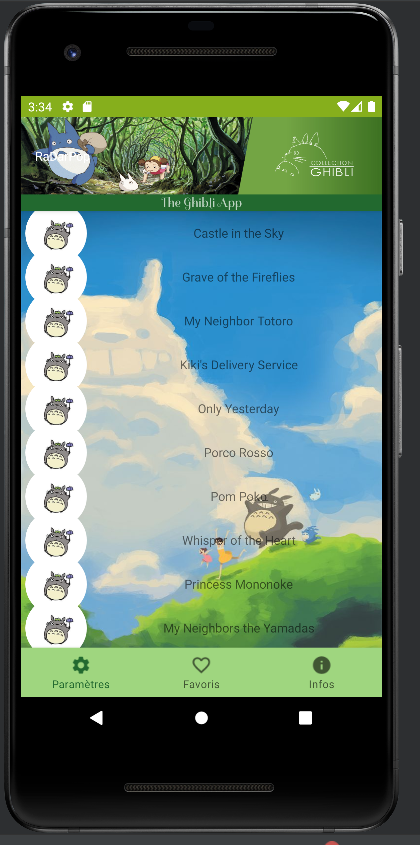 3:34
COLLECTION
GHIBLI
The Ghibli App
Castle in the Sky
Grave of the Fireflies
My Neighbor Totoro
Kiki's Delivery Service
Only Yesterday
Porco Rosso
Pom Poko
Whisper of the Heart
Princess Mononoke
My Neighbors the Yamadas
Paramètres
Favoris
Infos